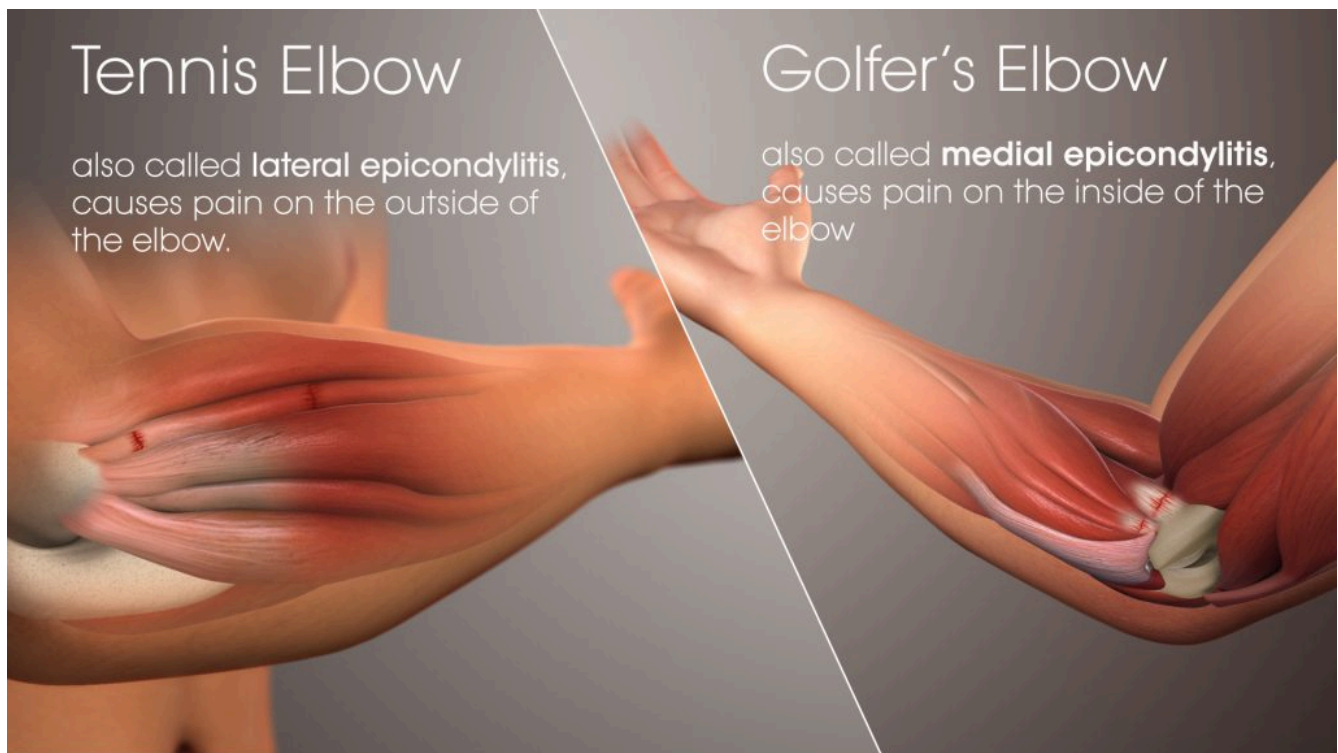 Tennis Elbow
also called lateral epicondylitis,
causes pain on the outside of
the elbow.
Golfer's Elbow
also called medial epicondylitis,
causes pain on the inside of the
elbow